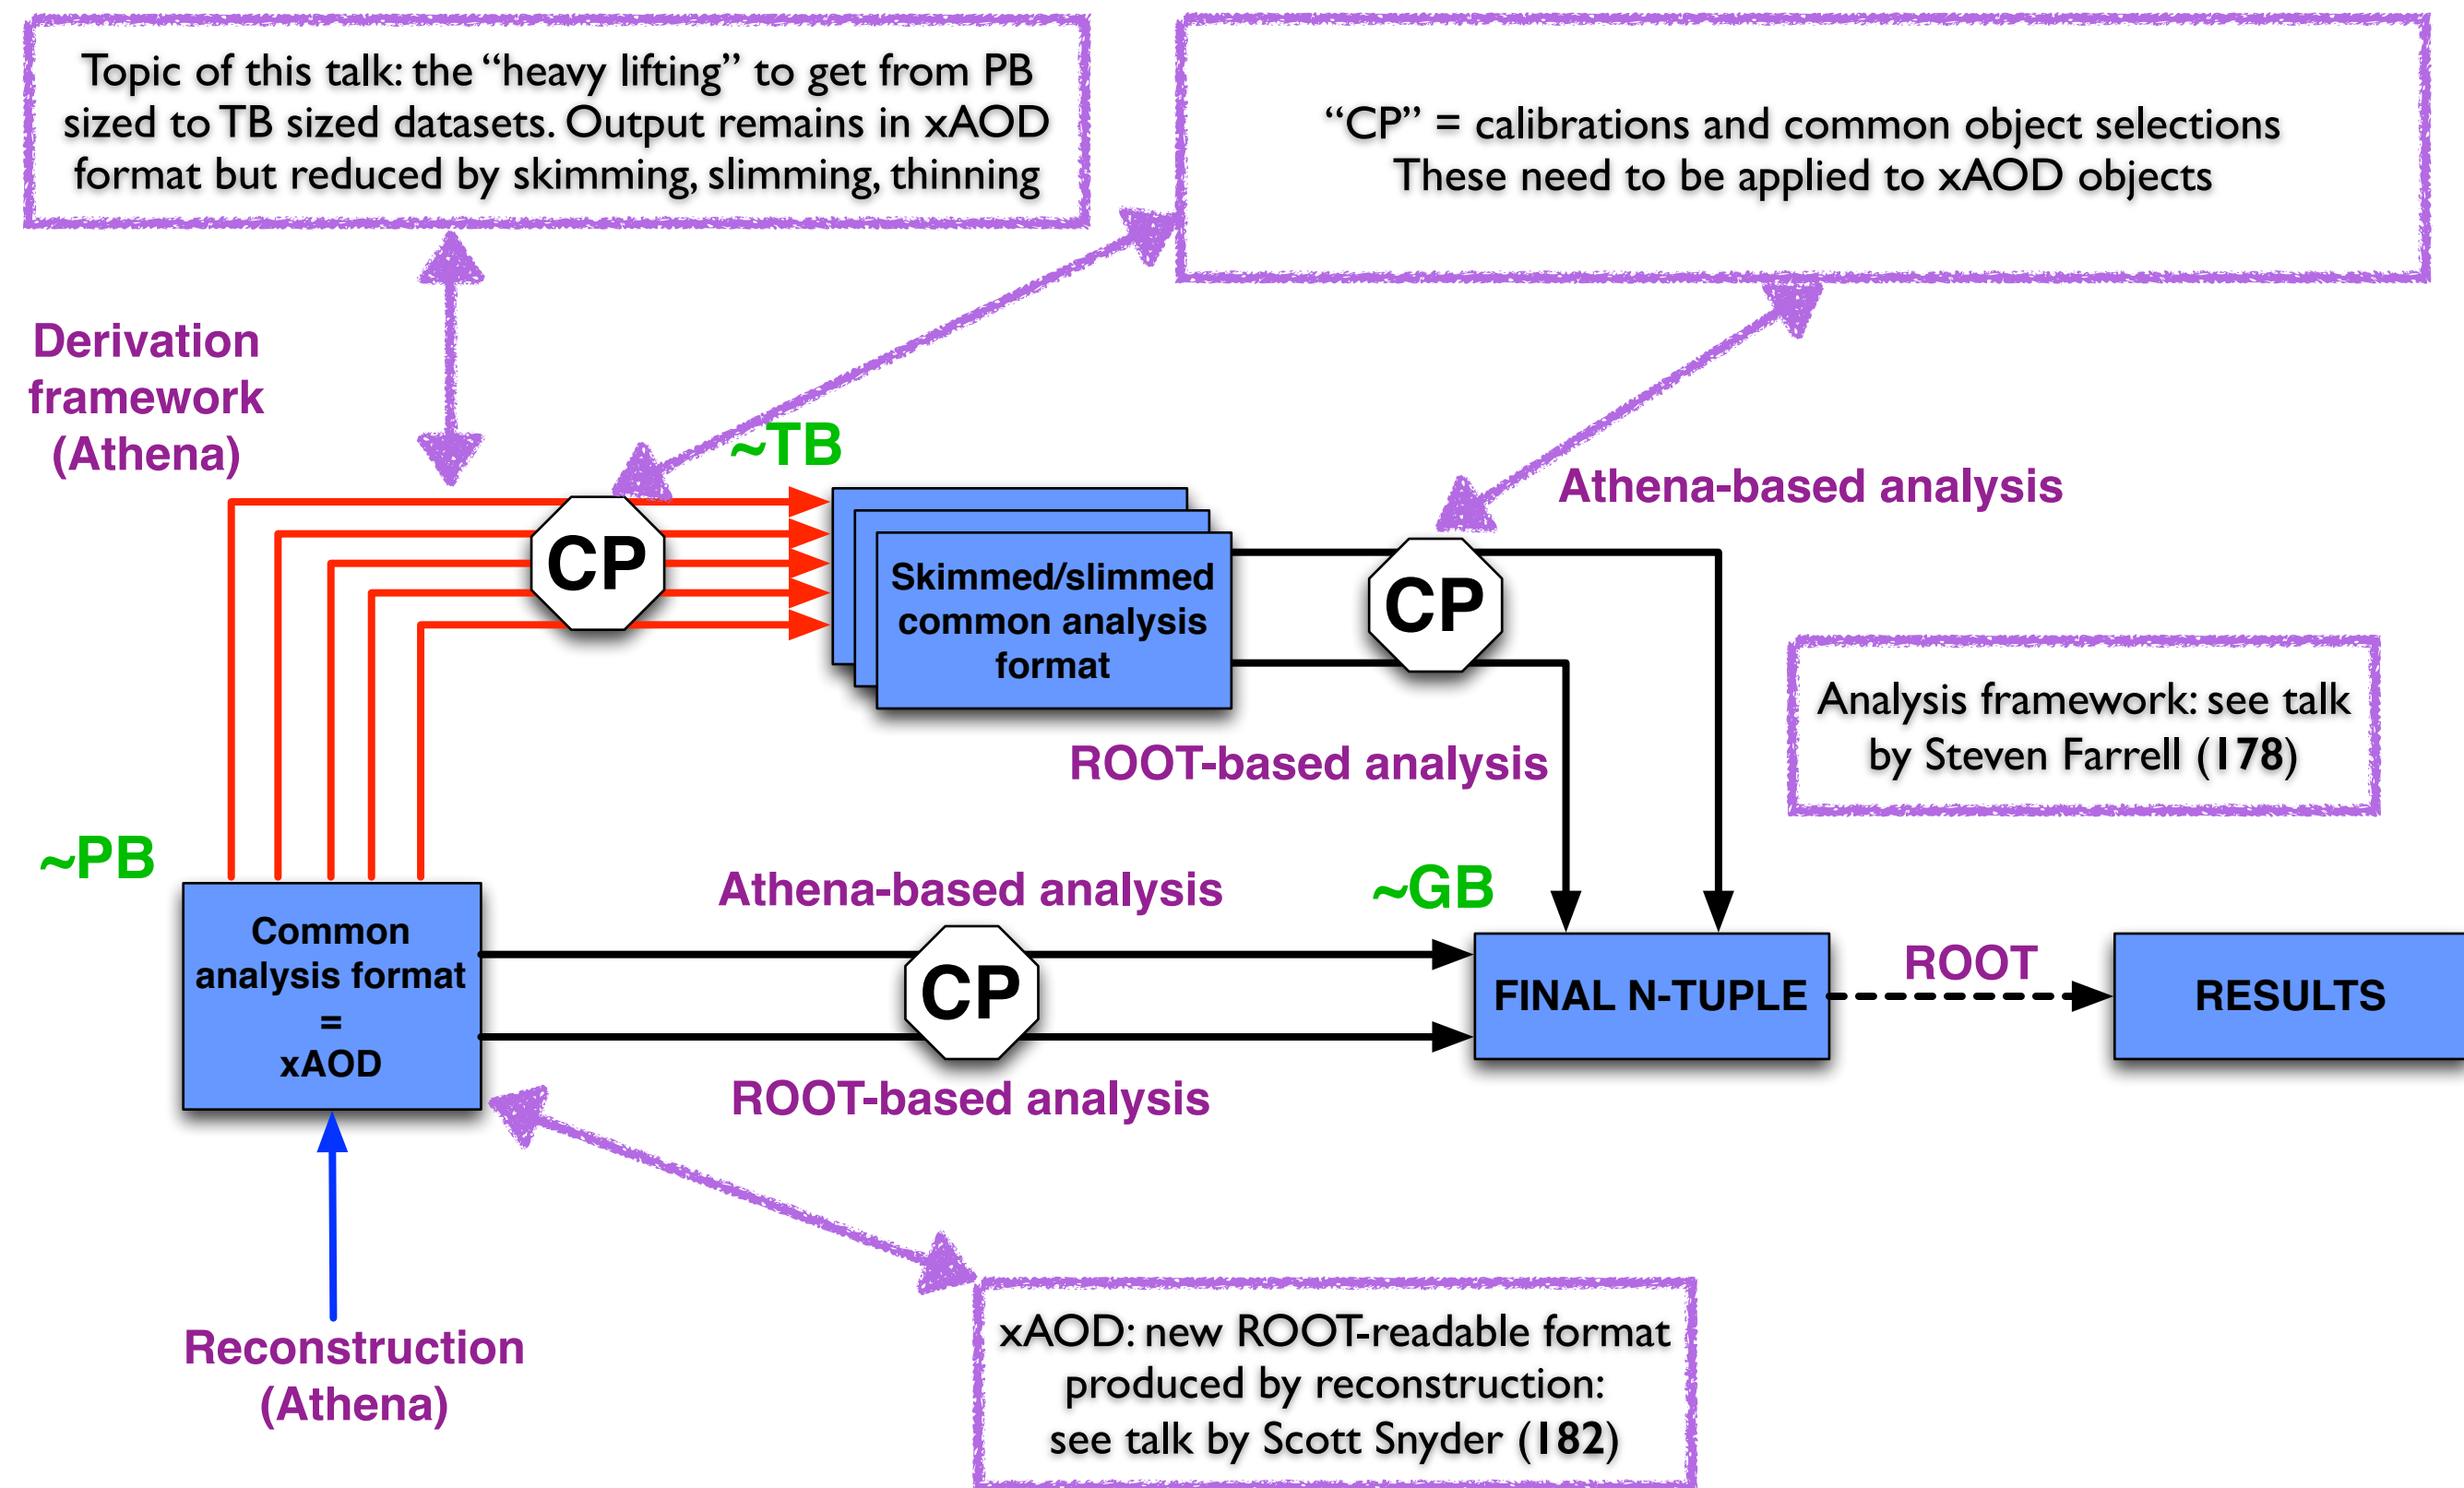 Topic of this talk: the “heavy lifting” to get from PB
sized to TB sized datasets. Output remains in xAOD
format but reduced by skimming, slimming, thinning
“CP” = calibrations and common object selections
These need to be applied to xAOD objects
Derivation
framework
(Athena)
~TB
Athena-based analysis
CP
Skimmed/slimmed
common analysis
format
CP
Analysis framework: see talk
by Steven Farrell (178)
ROOT-based analysis
~PB
Athena-based analysis
~GB
Common
analysis format
=
xAOD
CP
FINAL N-TUPLE
ROOT
RESULTS
ROOT-based analysis
Reconstruction
(Athena)
xAOD: new ROOT-readable format
produced by reconstruction:
see talk by Scott Snyder (182)